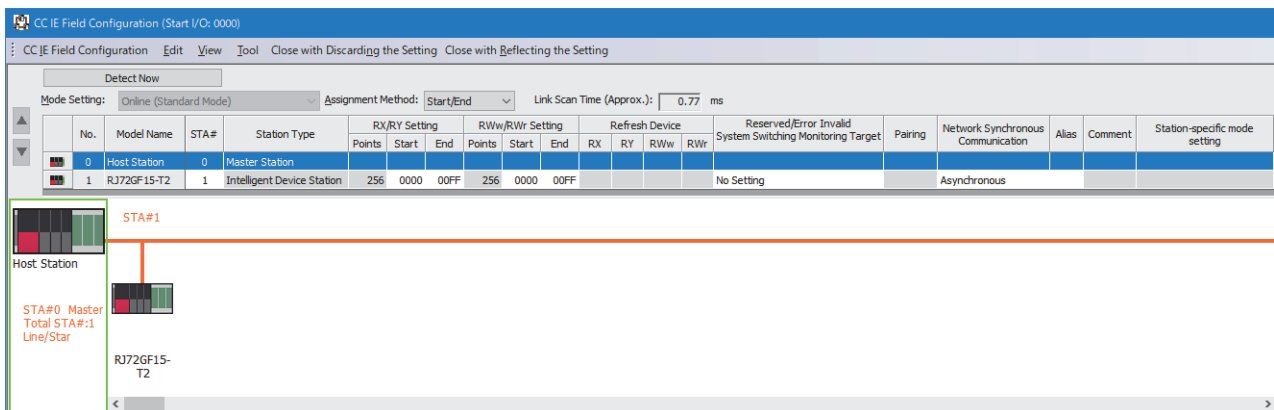 CC IE Field Configuration (Start I/O: 0000)
CC IE Field Configuration Edit View Tool Close with Discarding the Setting Close with Reflecting the Setting
Detect Now
Mode Setting: Online (Standard Mode) Assignment Method: Start/End Link Scan Time (Approx.): 0.77 ms
No. Model Name STA# Station Type RX/RY Setting RWw/RWr Setting Refresh Device Reserved/Error Invalid System Switching Monitoring Target Pairing Network Synchronous Communication Alias Comment Station-specific mode setting
Points Start End Points Start End RX RY RWw RWr
0 Host Station 0 Master Station
1 RJ72GF15-T2 1 Intelligent Device Station 256 0000 00FF 256 0000 00FF No Setting Asynchronous
STA#1
Host Station
STA#0 Master
Total STA#:1
Line/Star
RJ72GF15-
T2